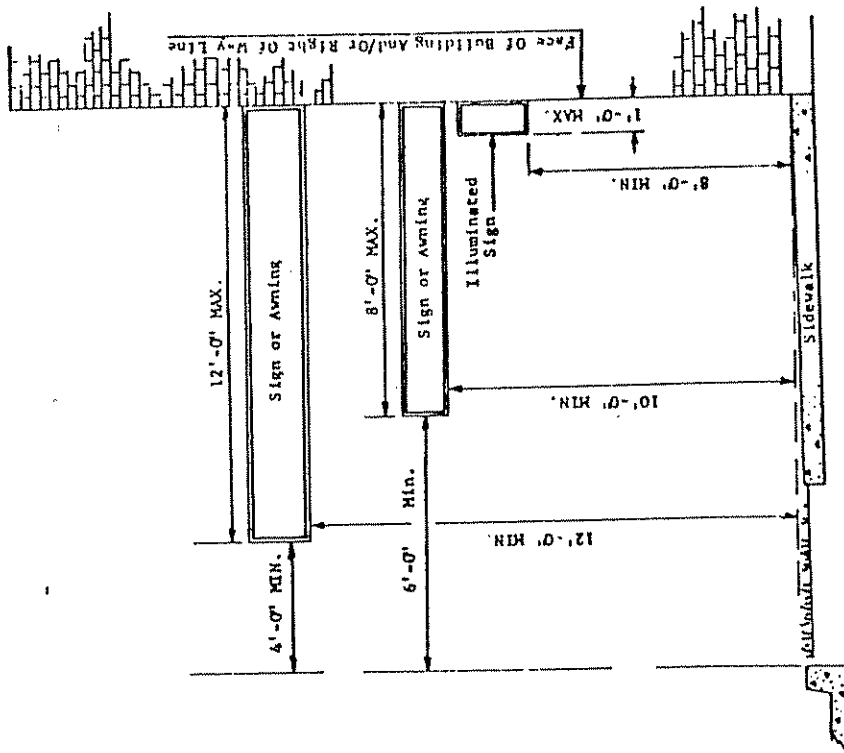 Face Of Building And/Or Right Of Way Line
12'-0" MAX.
Sign or Awning
4'-0" MIN.
8'-0" MAX.
Sign or Awning
6'-0" Min.
Illuminated
Sign
1'-0" MAX.
8'-0" MIN.
10'-0" MIN.
12'-0" MIN.
Sidewalk